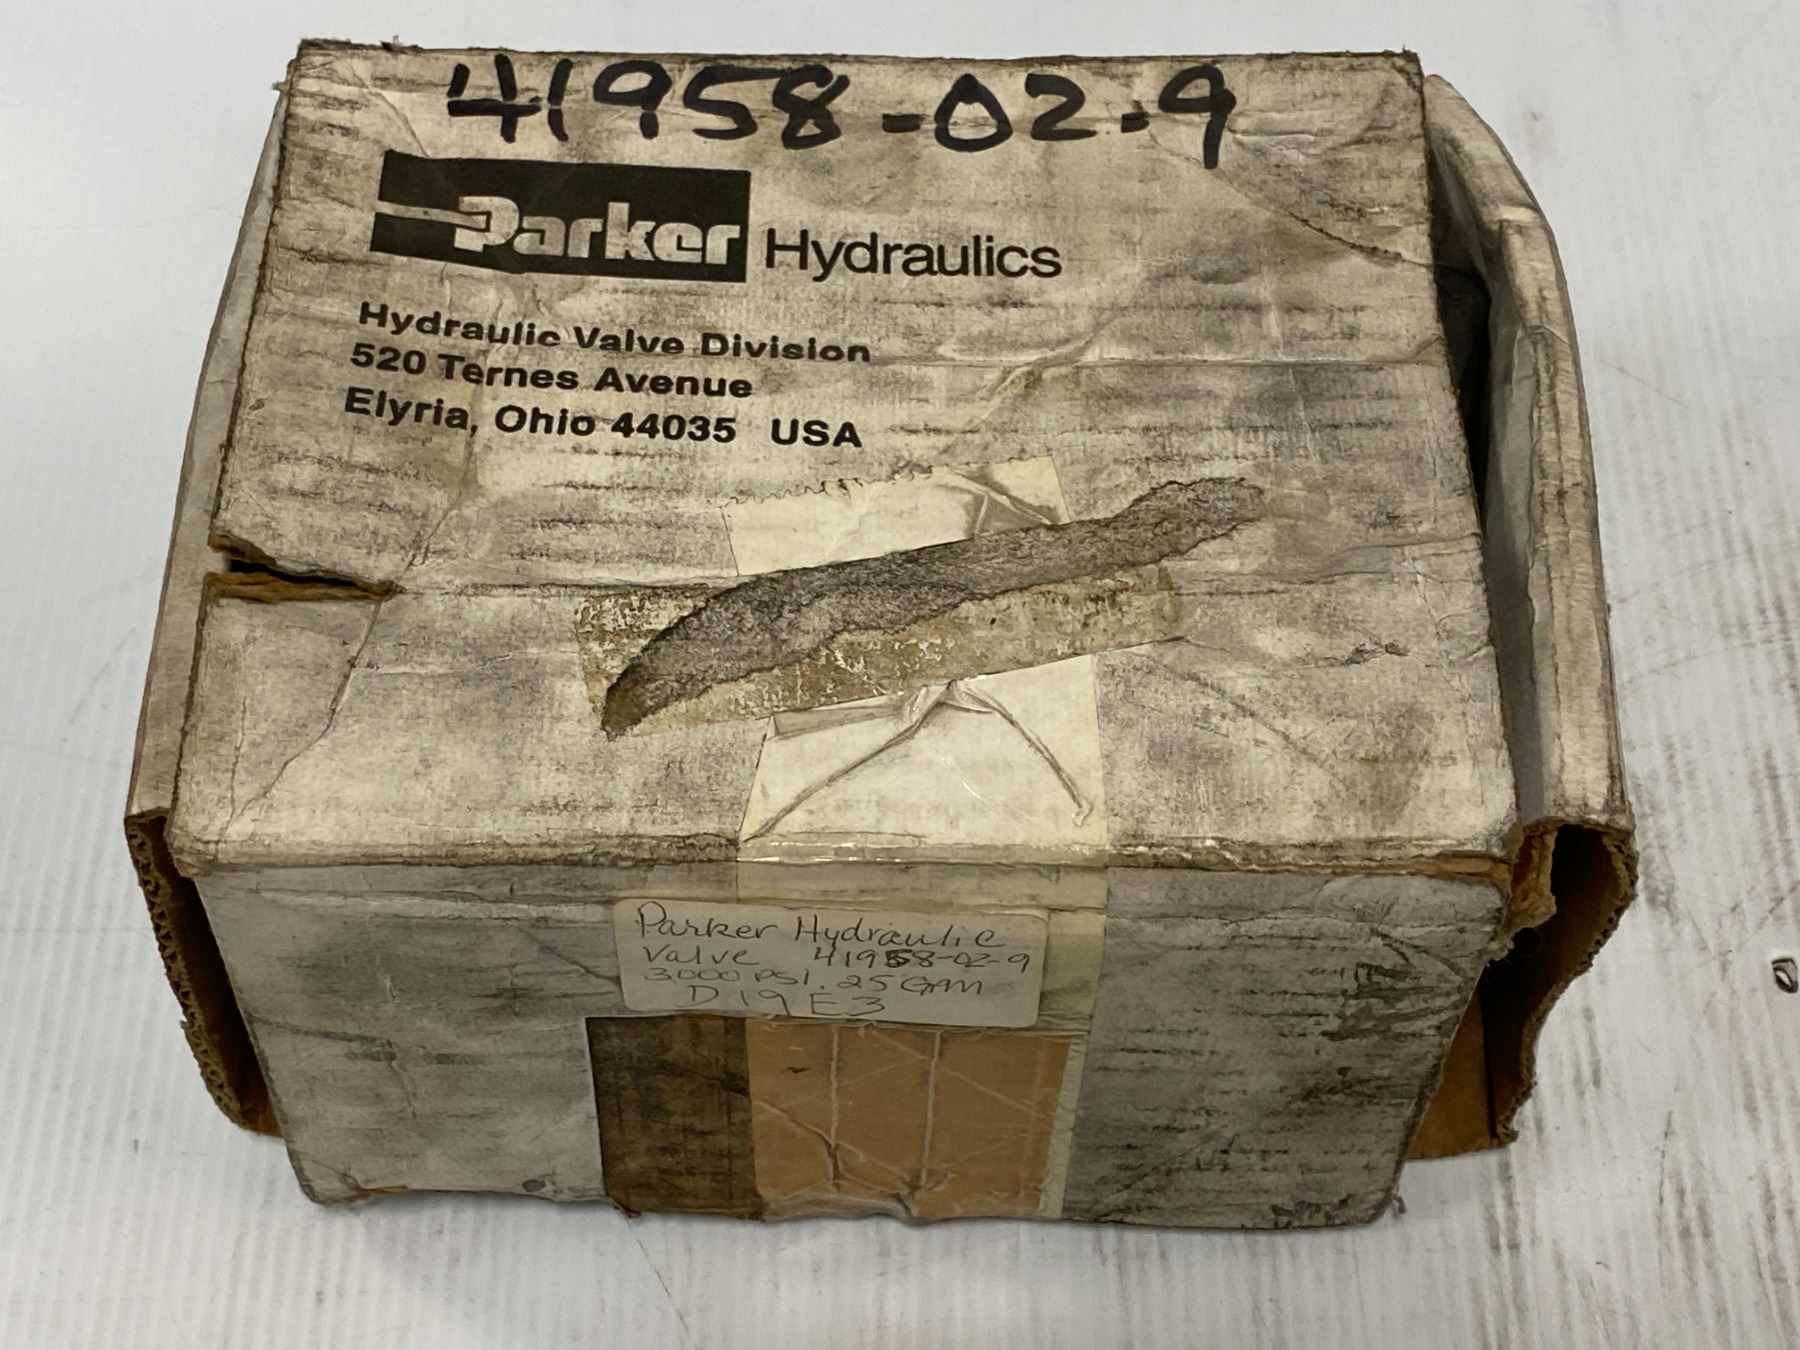 41958-02-9
Parker Hydraulics
Hydraulic Valve Division
520 Ternes Avenue
Elyria, Ohio 44035 USA
Parker Hydraulic
Valve 41958-02-9
3000 PSI. 25 GPM
D19E3